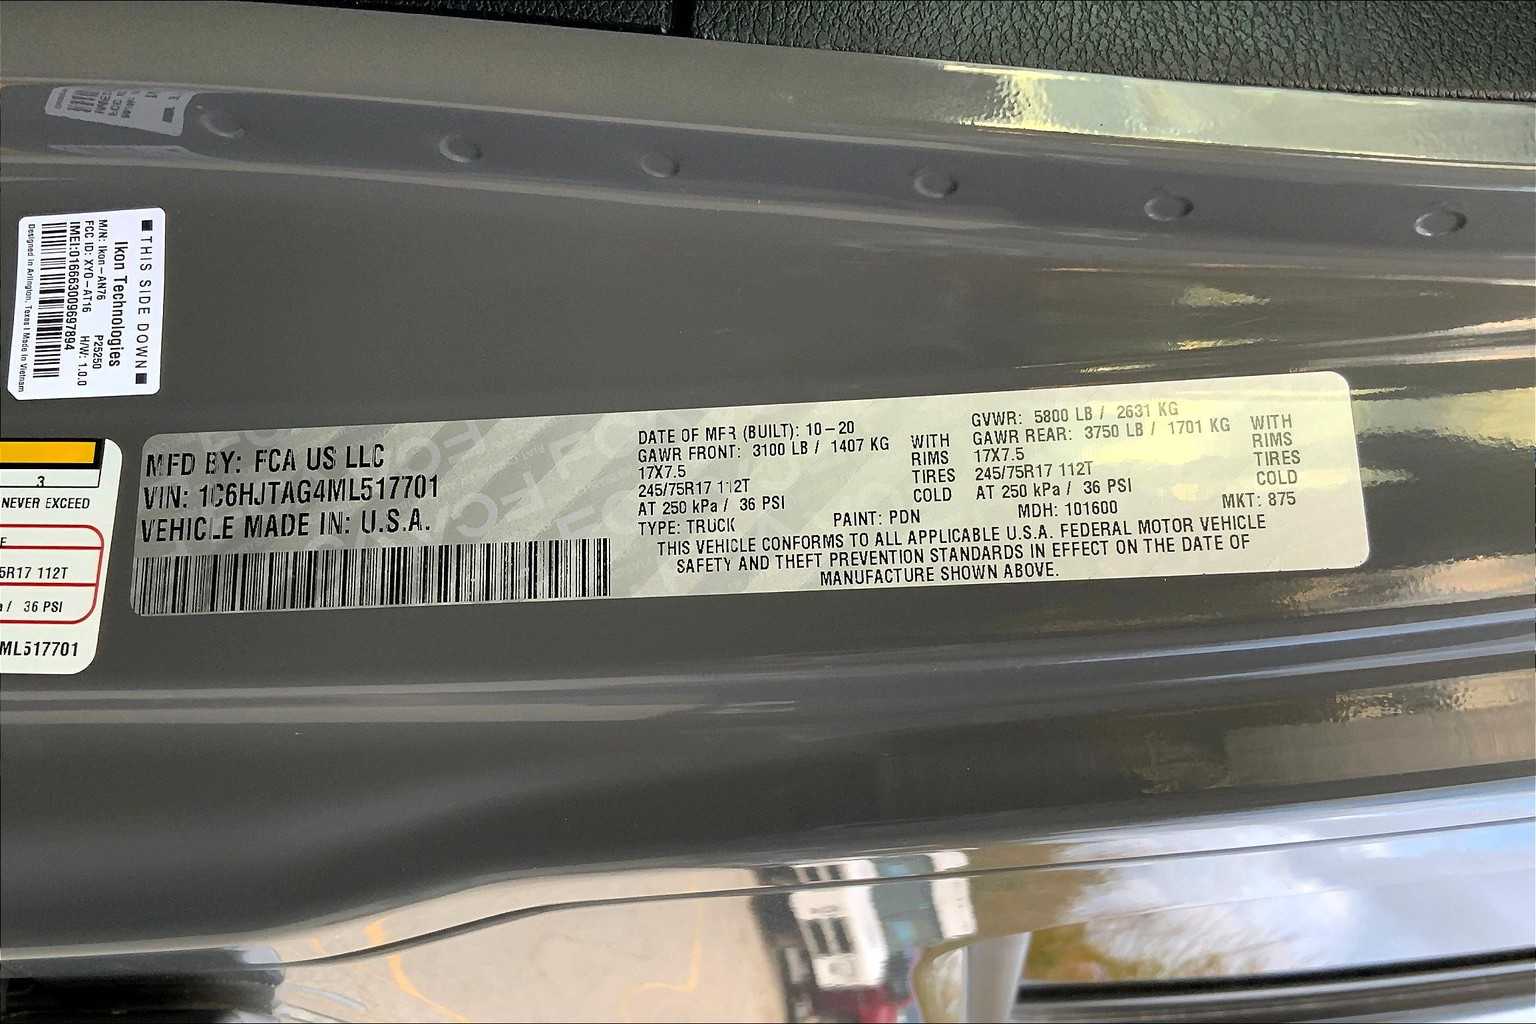 ■ THIS SIDE DOWN ■
Ikon Technologies
M/N: Ikon-AN76 P25250
FCC ID: XYO-AT16 H/W: 1.0.0
IMEI:016663009697894
Designed in Arlington, Texas I Made in Vietnam
3
NEVER EXCEED
5R17 112T
/ 36 PSI
ML517701
MFD BY: FCA US LLC
VIN: 1C6HJTAG4ML517701
VEHICLE MADE IN: U.S.A.
DATE OF MFR (BUILT): 10-20
GAWR FRONT: 3100 LB / 1407 KG WITH
17X7.5 RIMS
245/75R17 112T TIRES
AT 250 kPa / 36 PSI COLD
TYPE: TRUCK PAINT: PDN
GVWR: 5800 LB / 2631 KG
GAWR REAR: 3750 LB / 1701 KG WITH
17X7.5 RIMS
245/75R17 112T TIRES
AT 250 kPa / 36 PSI COLD
MDH: 101600 MKT: 875
THIS VEHICLE CONFORMS TO ALL APPLICABLE U.S.A. FEDERAL MOTOR VEHICLE
SAFETY AND THEFT PREVENTION STANDARDS IN EFFECT ON THE DATE OF
MANUFACTURE SHOWN ABOVE.